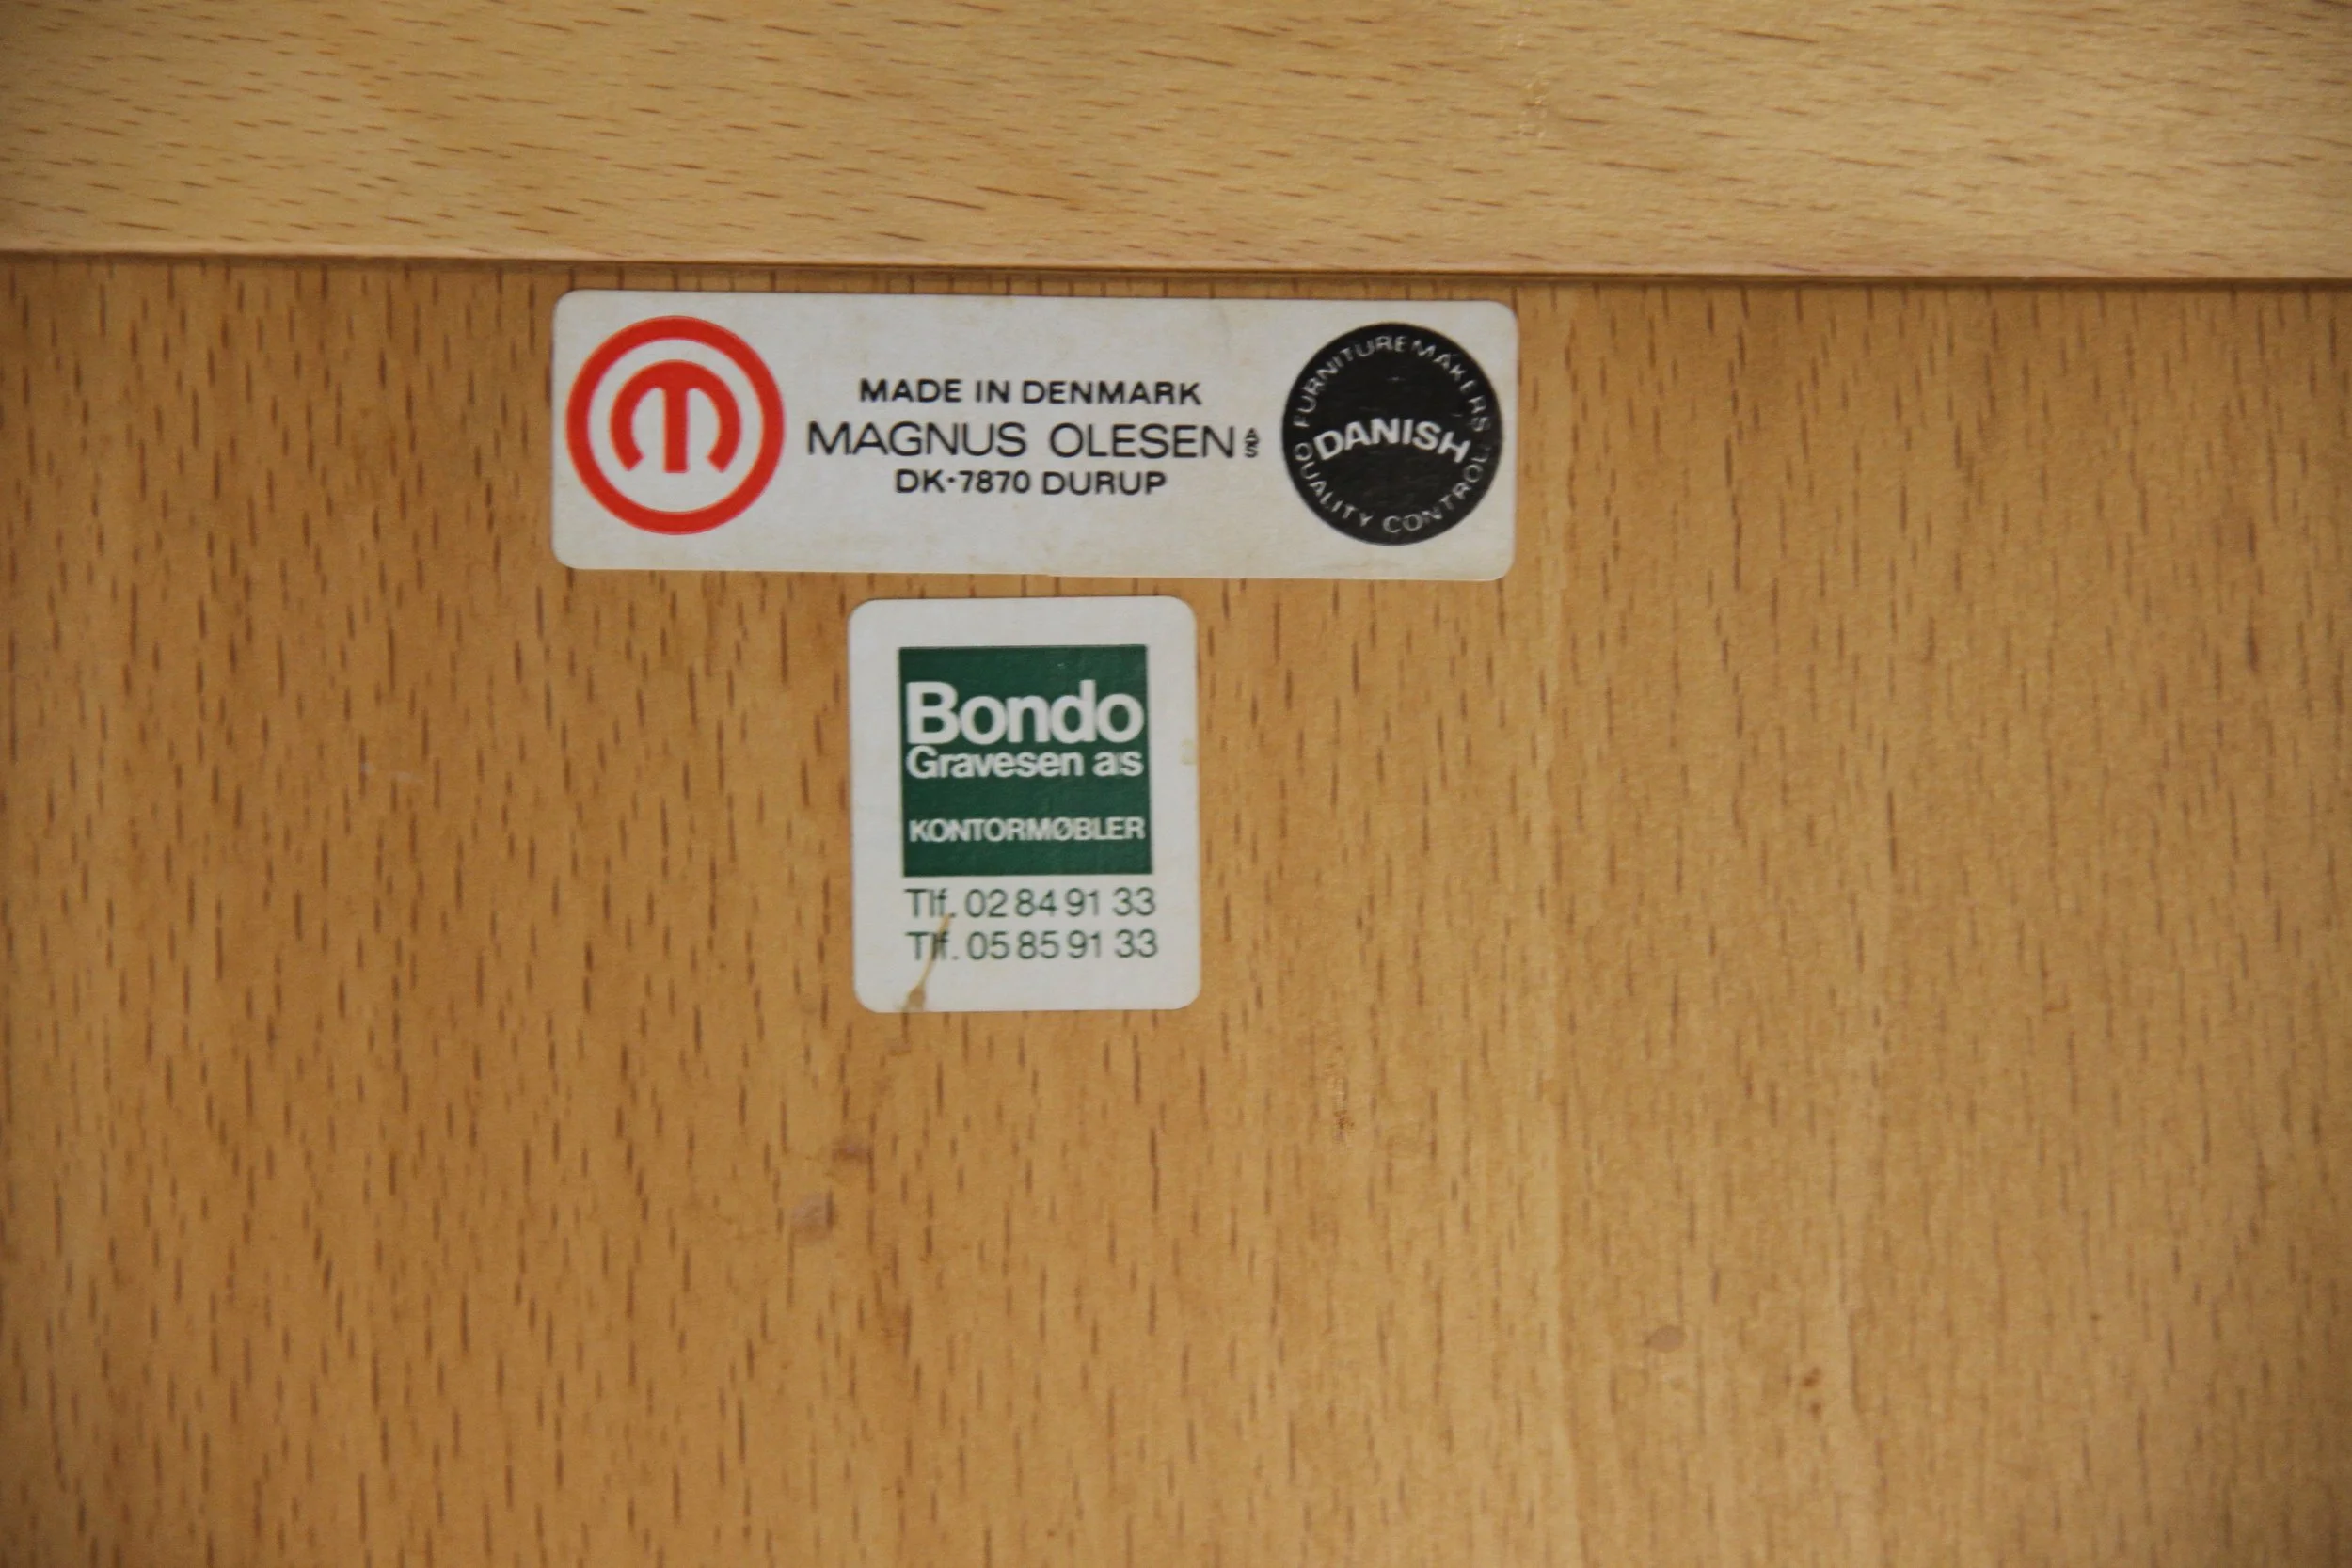 MADE IN DENMARK
MAGNUS OLESEN A/S
DK-7870 DURUP
FURNITUREMAKERS
DANISH
QUALITY CONTROL
Bondo
Gravesen a/s
KONTORMØBLER
Tlf. 02 84 91 33
Tlf. 05 85 91 33